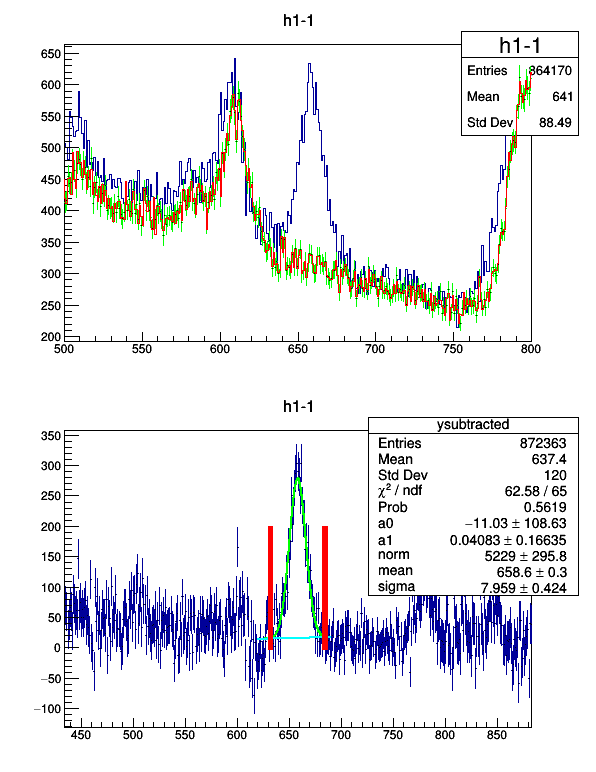 h1-1
h1-1
Entries 364170
Mean 641
Std Dev 88.49
650
600
550
500
450
400
350
300
250
200
500 550 600 650 700 750 800
h1-1
ysubtracted
Entries 872363
Mean 637.4
Std Dev 120
χ² / ndf 62.58 / 65
Prob 0.5619
a0 −11.03 ± 108.63
a1 0.04083 ± 0.16635
norm 5229 ± 295.8
mean 658.6 ± 0.3
sigma 7.959 ± 0.424
350
300
250
200
150
100
50
0
−50
−100
450 500 550 600 650 700 750 800 850